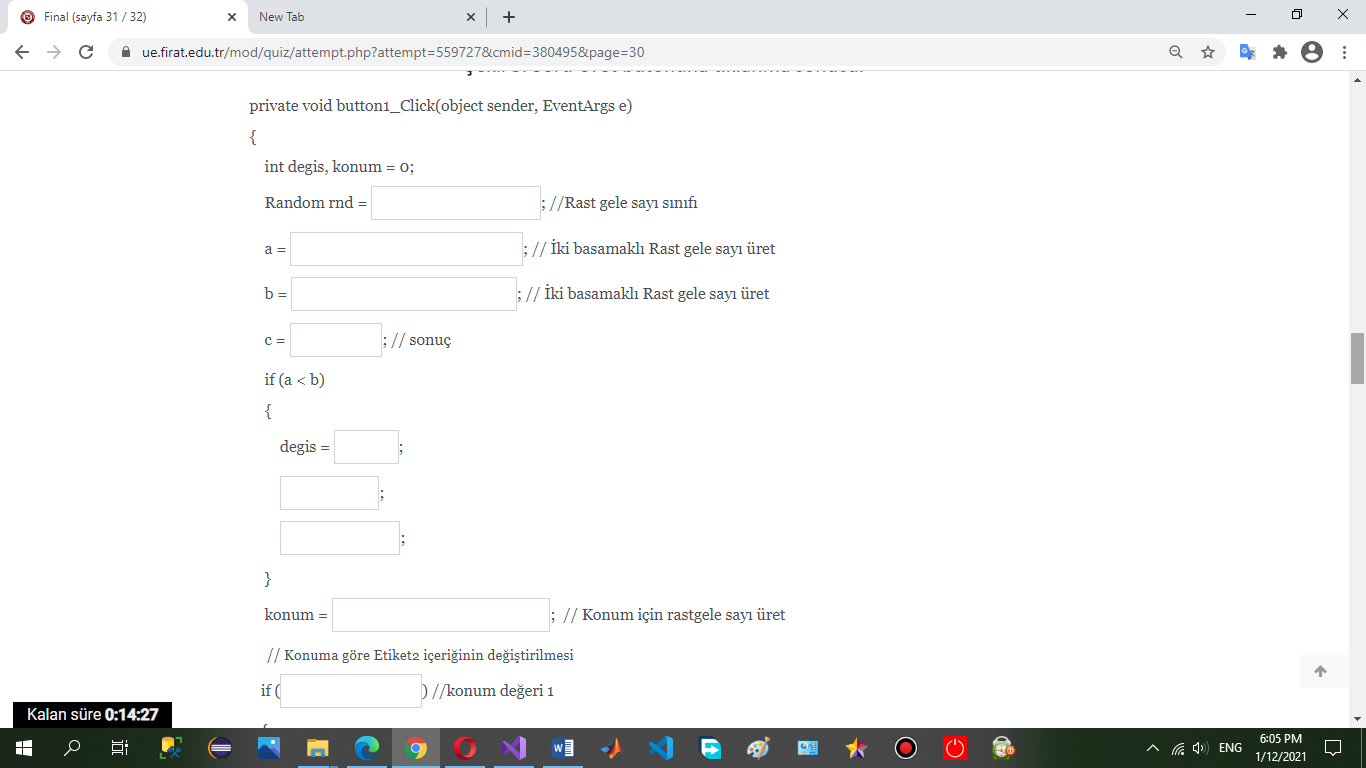 Final (sayfa 31 / 32)
New Tab
ue.firat.edu.tr/mod/quiz/attempt.php?attempt=559727&cmid=380495&page=30
private void button1_Click(object sender, EventArgs e)
{
int degis, konum = 0;
Random rnd = ; //Rast gele sayı sınıfı
a = ; // İki basamaklı Rast gele sayı üret
b = ; // İki basamaklı Rast gele sayı üret
c = ; // sonuç
if (a < b)
{
degis = ;
;
;
}
konum = ; // Konum için rastgele sayı üret
// Konuma göre Etiket2 içeriğinin değiştirilmesi
if ( ) //konum değeri 1
Kalan süre 0:14:27
ENG
6:05 PM
1/12/2021